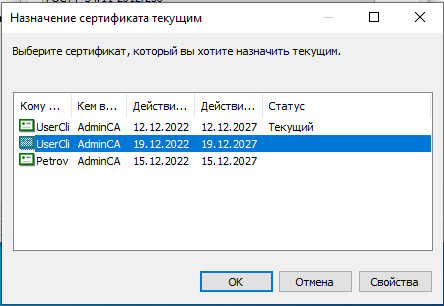 Назначение сертификата текущим
Выберите сертификат, который вы хотите назначить текущим.
Кому ... Кем в... Действи... Действи... Статус
UserCli AdminCA 12.12.2022 12.12.2027 Текущий
UserCli AdminCA 19.12.2022 19.12.2027
Petrov AdminCA 15.12.2022 15.12.2027
OK Отмена Свойства